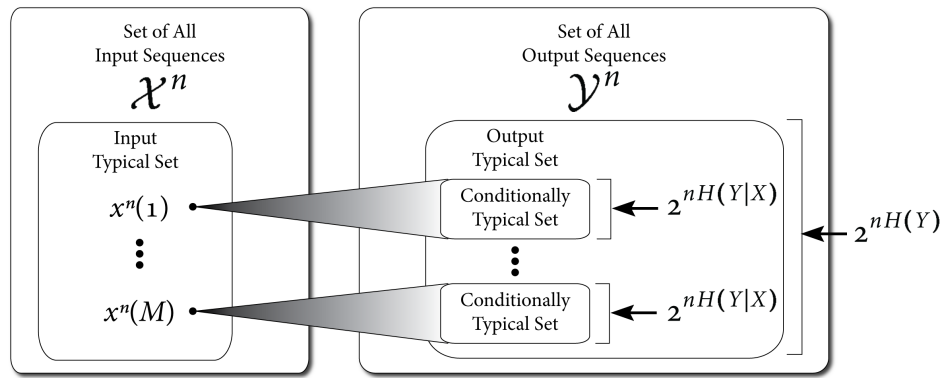 Set of All
Input Sequences
𝒳ⁿ
Input
Typical Set
xⁿ(1)
xⁿ(M)
Set of All
Output Sequences
𝒴ⁿ
Output
Typical Set
Conditionally
Typical Set
2^{nH(Y|X)}
Conditionally
Typical Set
2^{nH(Y|X)}
2^{nH(Y)}